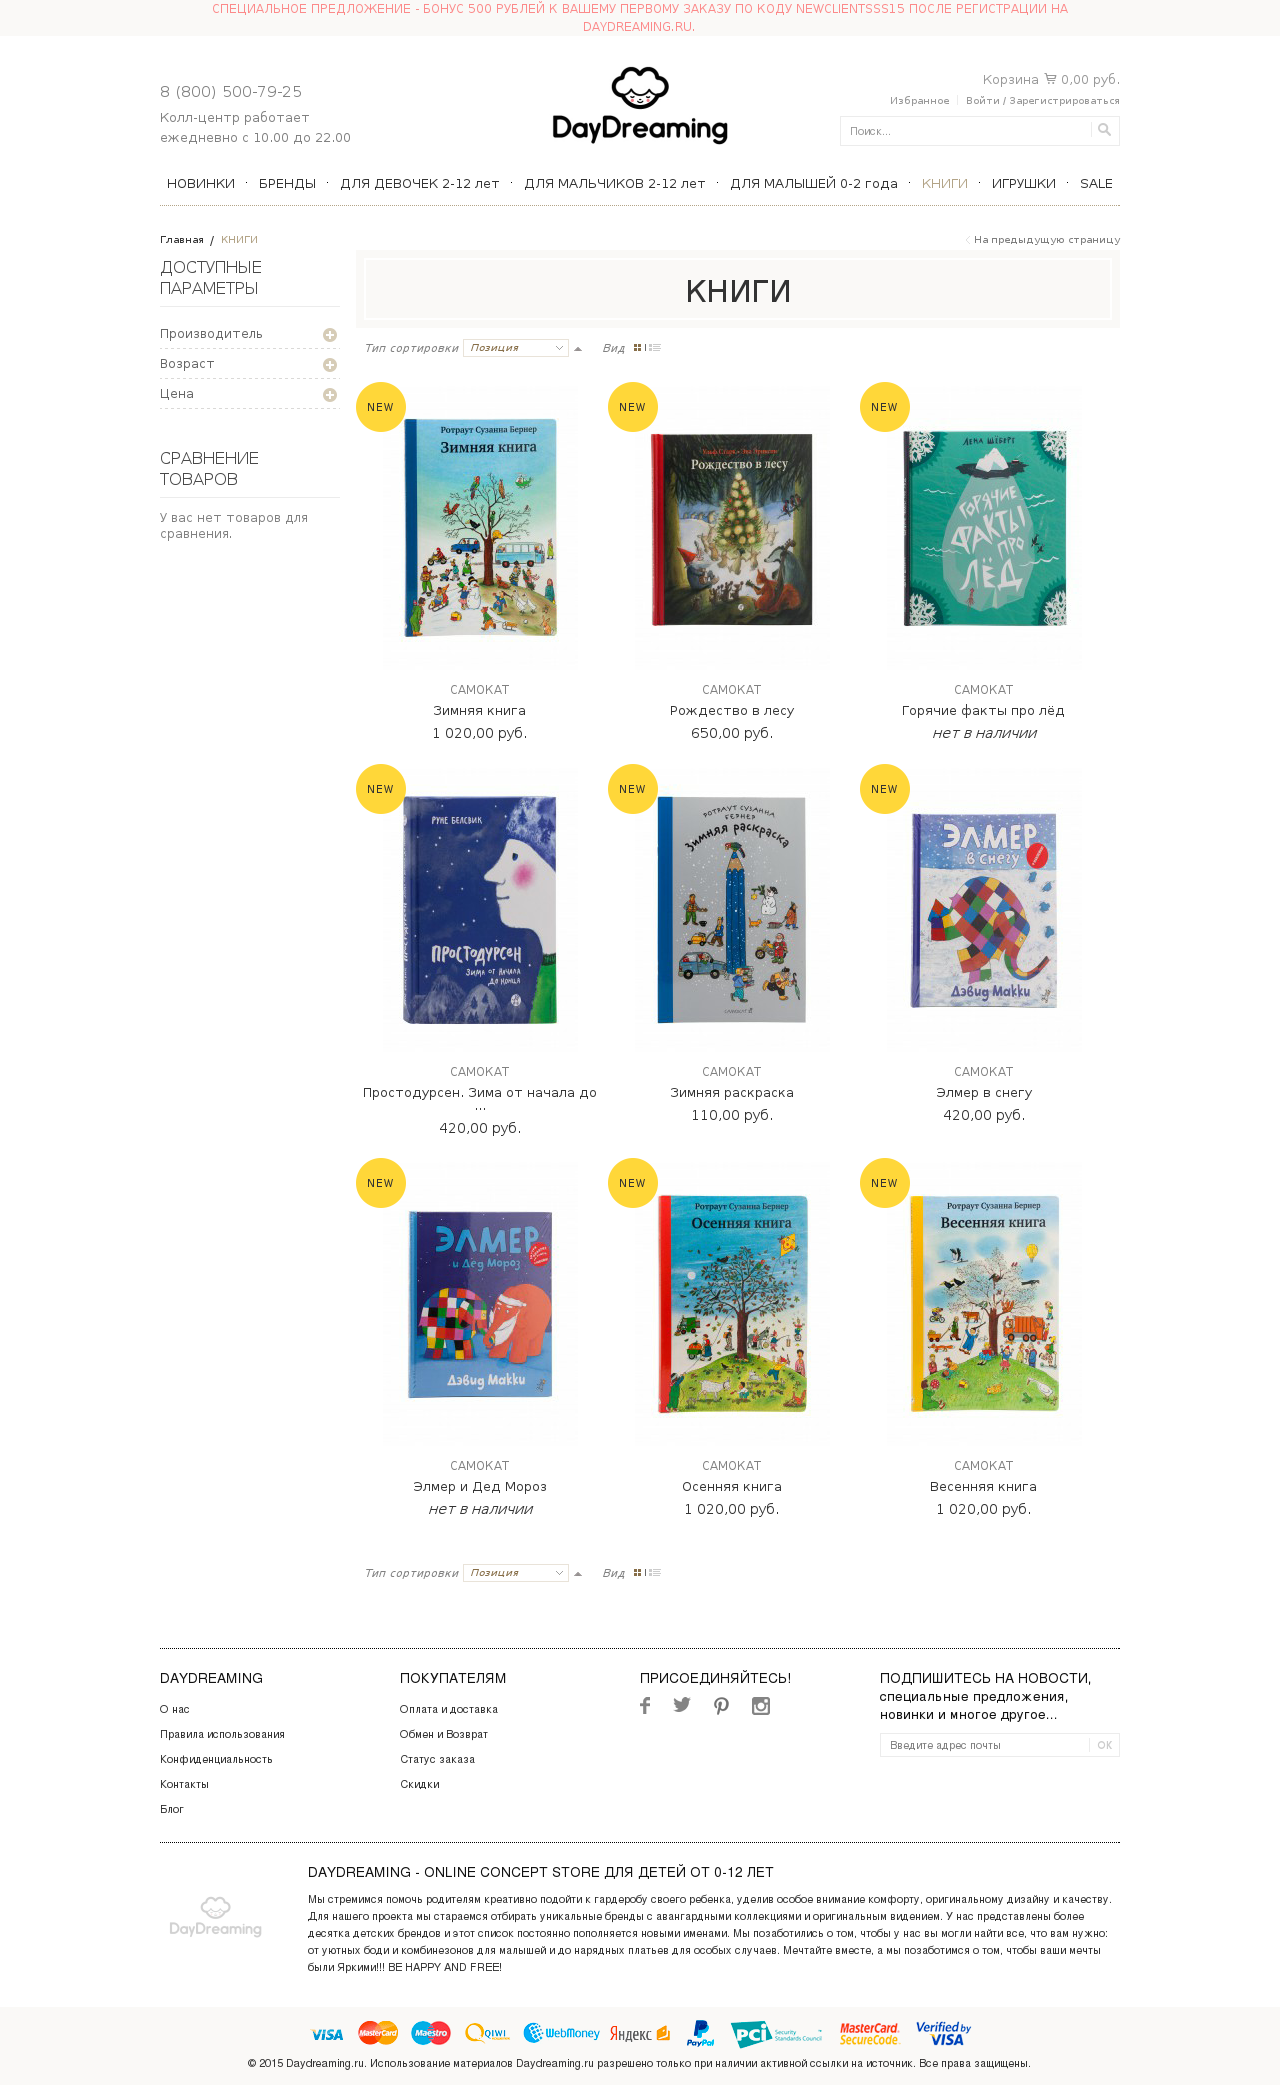 СПЕЦИАЛЬНОЕ ПРЕДЛОЖЕНИЕ - БОНУС 500 РУБЛЕЙ К ВАШЕМУ ПЕРВОМУ ЗАКАЗУ ПО КОДУ NEWCLIENTSSS15 ПОСЛЕ РЕГИСТРАЦИИ НА
DAYDREAMING.RU.
8 (800) 500-79-25
Колл-центр работает
ежедневно с 10.00 до 22.00
DayDreaming
Корзина 0,00 руб.
Избранное | Войти / Зарегистрироваться
Поиск...
НОВИНКИ · БРЕНДЫ · ДЛЯ ДЕВОЧЕК 2-12 лет · ДЛЯ МАЛЬЧИКОВ 2-12 лет · ДЛЯ МАЛЫШЕЙ 0-2 года · КНИГИ · ИГРУШКИ · SALE
Главная / КНИГИ
На предыдущую страницу
ДОСТУПНЫЕ
ПАРАМЕТРЫ
Производитель
Возраст
Цена
СРАВНЕНИЕ
ТОВАРОВ
У вас нет товаров для
сравнения.
КНИГИ
Тип сортировки Позиция Вид
NEW
Ротраут Сузанна Бернер
Зимняя книга
САМОКАТ
Зимняя книга
1 020,00 руб.
NEW
Рождество в лесу
САМОКАТ
Рождество в лесу
650,00 руб.
NEW
ЛЕНА ШЁБЕРГ
ГОРЯЧИЕ
ФАКТЫ
ПРО
ЛЁД
САМОКАТ
Горячие факты про лёд
нет в наличии
NEW
РУНЕ БЕЛСВИК
ПРОСТОДУРСЕН
ЗИМА ОТ НАЧАЛА
ДО КОНЦА
САМОКАТ
Простодурсен. Зима от начала до
...
420,00 руб.
NEW
РОТРАУТ СУЗАННА
БЕРНЕР
Зимняя раскраска
САМОКАТ
Зимняя раскраска
110,00 руб.
NEW
ЭЛМЕР
в снегу
Дэвид Макки
САМОКАТ
Элмер в снегу
420,00 руб.
NEW
ЭЛМЕР
и Дед Мороз
Дэвид Макки
САМОКАТ
Элмер и Дед Мороз
нет в наличии
NEW
Ротраут Сузанна Бернер
Осенняя книга
САМОКАТ
Осенняя книга
1 020,00 руб.
NEW
Ротраут Сузанна Бернер
Весенняя книга
САМОКАТ
Весенняя книга
1 020,00 руб.
Тип сортировки Позиция Вид
DAYDREAMING
О нас
Правила использования
Конфиденциальность
Контакты
Блог
ПОКУПАТЕЛЯМ
Оплата и доставка
Обмен и Возврат
Статус заказа
Скидки
ПРИСОЕДИНЯЙТЕСЬ!
ПОДПИШИТЕСЬ НА НОВОСТИ,
специальные предложения,
новинки и многое другое...
Введите адрес почты
ОК
DayDreaming
DAYDREAMING - ONLINE CONCEPT STORE ДЛЯ ДЕТЕЙ ОТ 0-12 ЛЕТ
Мы стремимся помочь родителям креативно подойти к гардеробу своего ребенка, уделив особое внимание комфорту, оригинальному дизайну и качеству.
Для нашего проекта мы стараемся отбирать уникальные бренды с авангардными коллекциями и оригинальным видением. У нас представлены более
десятка детских брендов и этот список постоянно пополняется новыми именами. Мы позаботились о том, чтобы у нас вы могли найти все, что вам нужно:
от уютных боди и комбинезонов для малышей и до нарядных платьев для особых случаев. Мечтайте вместе, а мы позаботимся о том, чтобы ваши мечты
были Яркими!!! BE HAPPY AND FREE!
VISA MasterCard Maestro QIWI WebMoney Яндекс PayPal PCI Security Standards Council MasterCard. SecureCode. Verified by VISA
© 2015 Daydreaming.ru. Использование материалов Daydreaming.ru разрешено только при наличии активной ссылки на источник. Все права защищены.